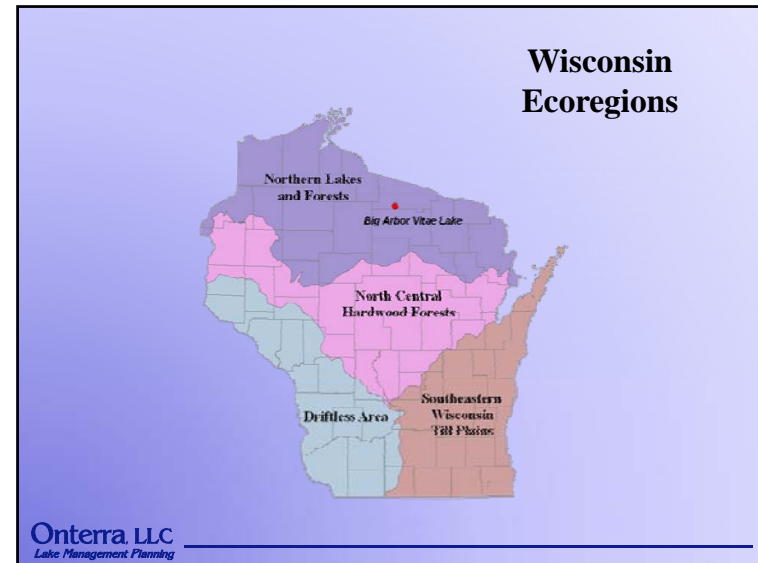 Wisconsin
Ecoregions
Northern Lakes
and Forests
Big Arbor Vitae Lake
North Central
Hardwood Forests
Southeastern
Wisconsin
Till Plains
Driftless Area
Onterra, LLC
Lake Management Planning